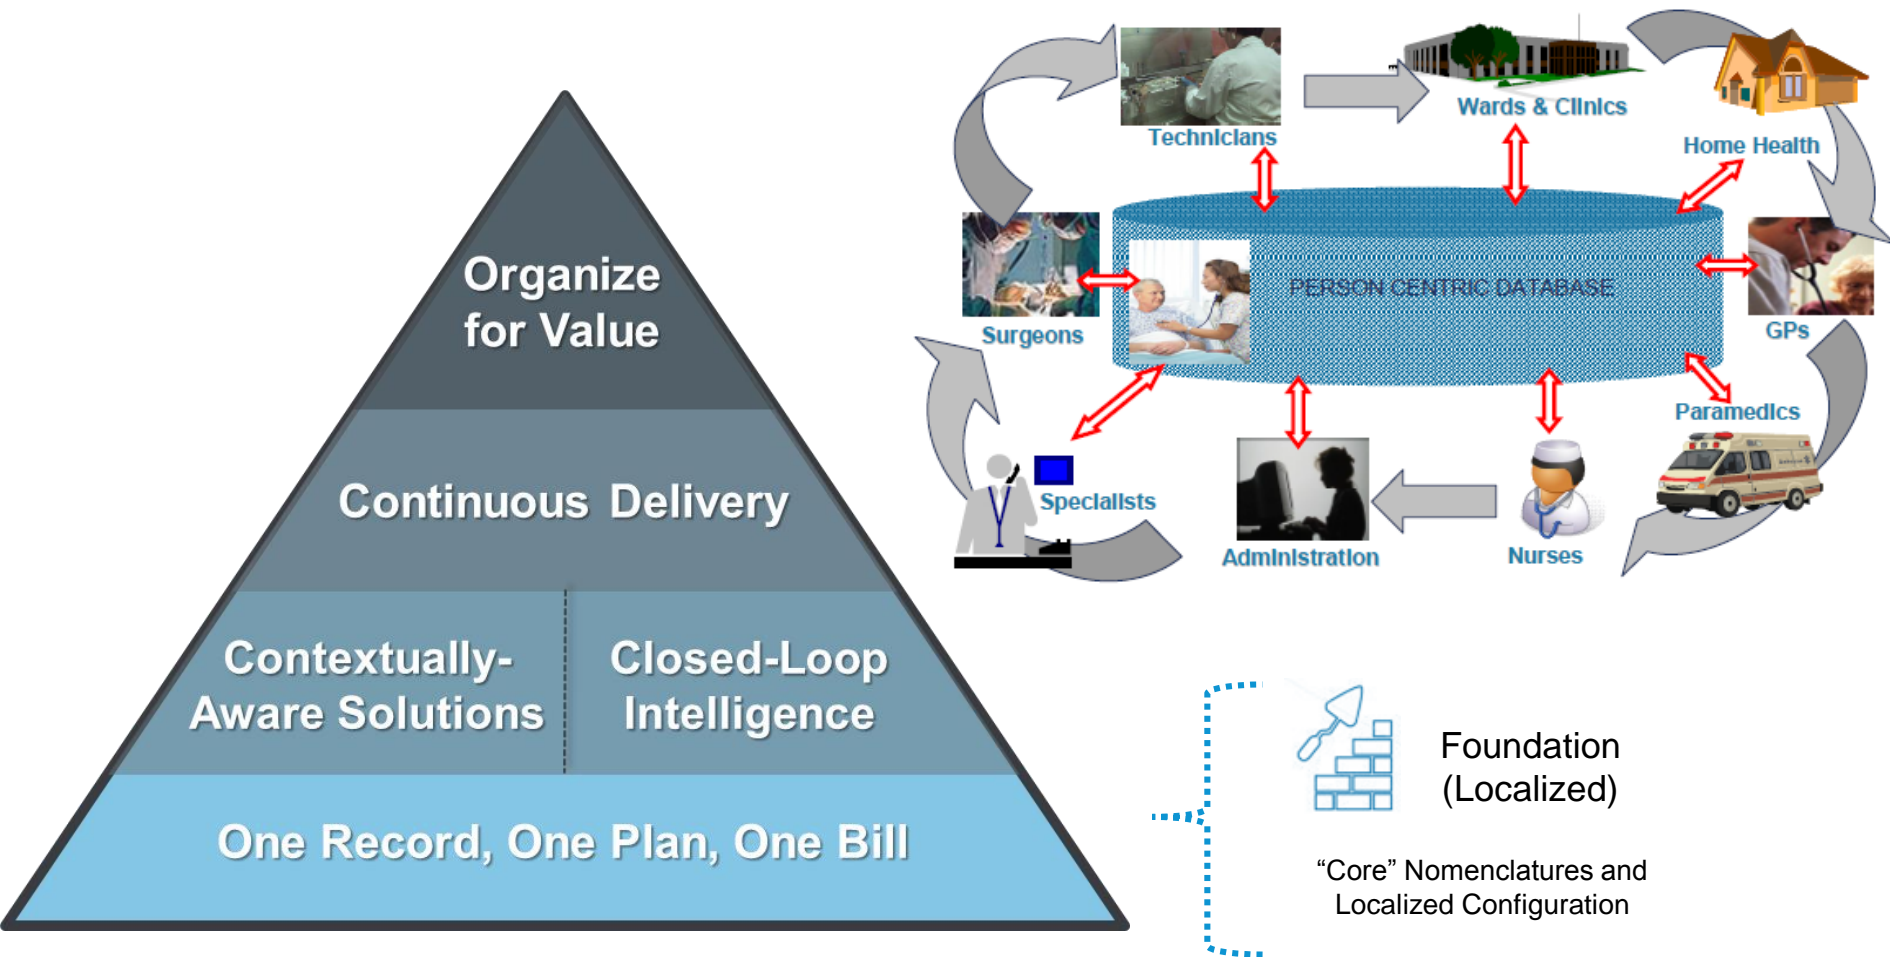 Organize
for Value
Continuous Delivery
Contextually-
Aware Solutions
Closed-Loop
Intelligence
One Record, One Plan, One Bill
Technicians
Wards & Clinics
Home Health
Surgeons
PERSON CENTRIC DATABASE
GPs
Paramedics
Specialists
Administration
Nurses
Foundation
(Localized)
“Core” Nomenclatures and
Localized Configuration